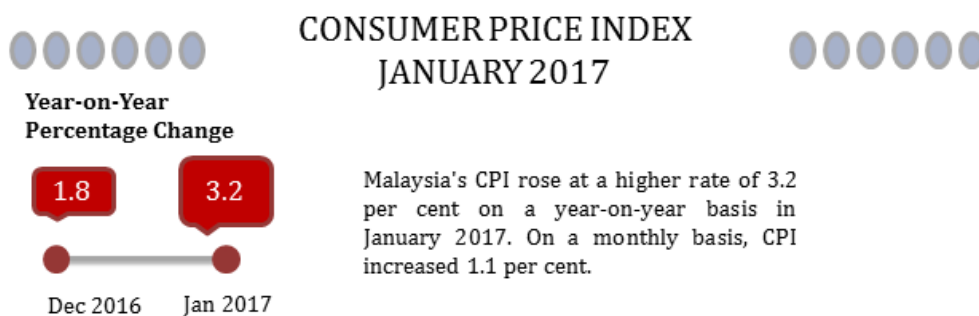 CONSUMER PRICE INDEX
JANUARY 2017
Year-on-Year
Percentage Change
1.8
3.2
Dec 2016
Jan 2017
Malaysia's CPI rose at a higher rate of 3.2
per cent on a year-on-year basis in
January 2017. On a monthly basis, CPI
increased 1.1 per cent.